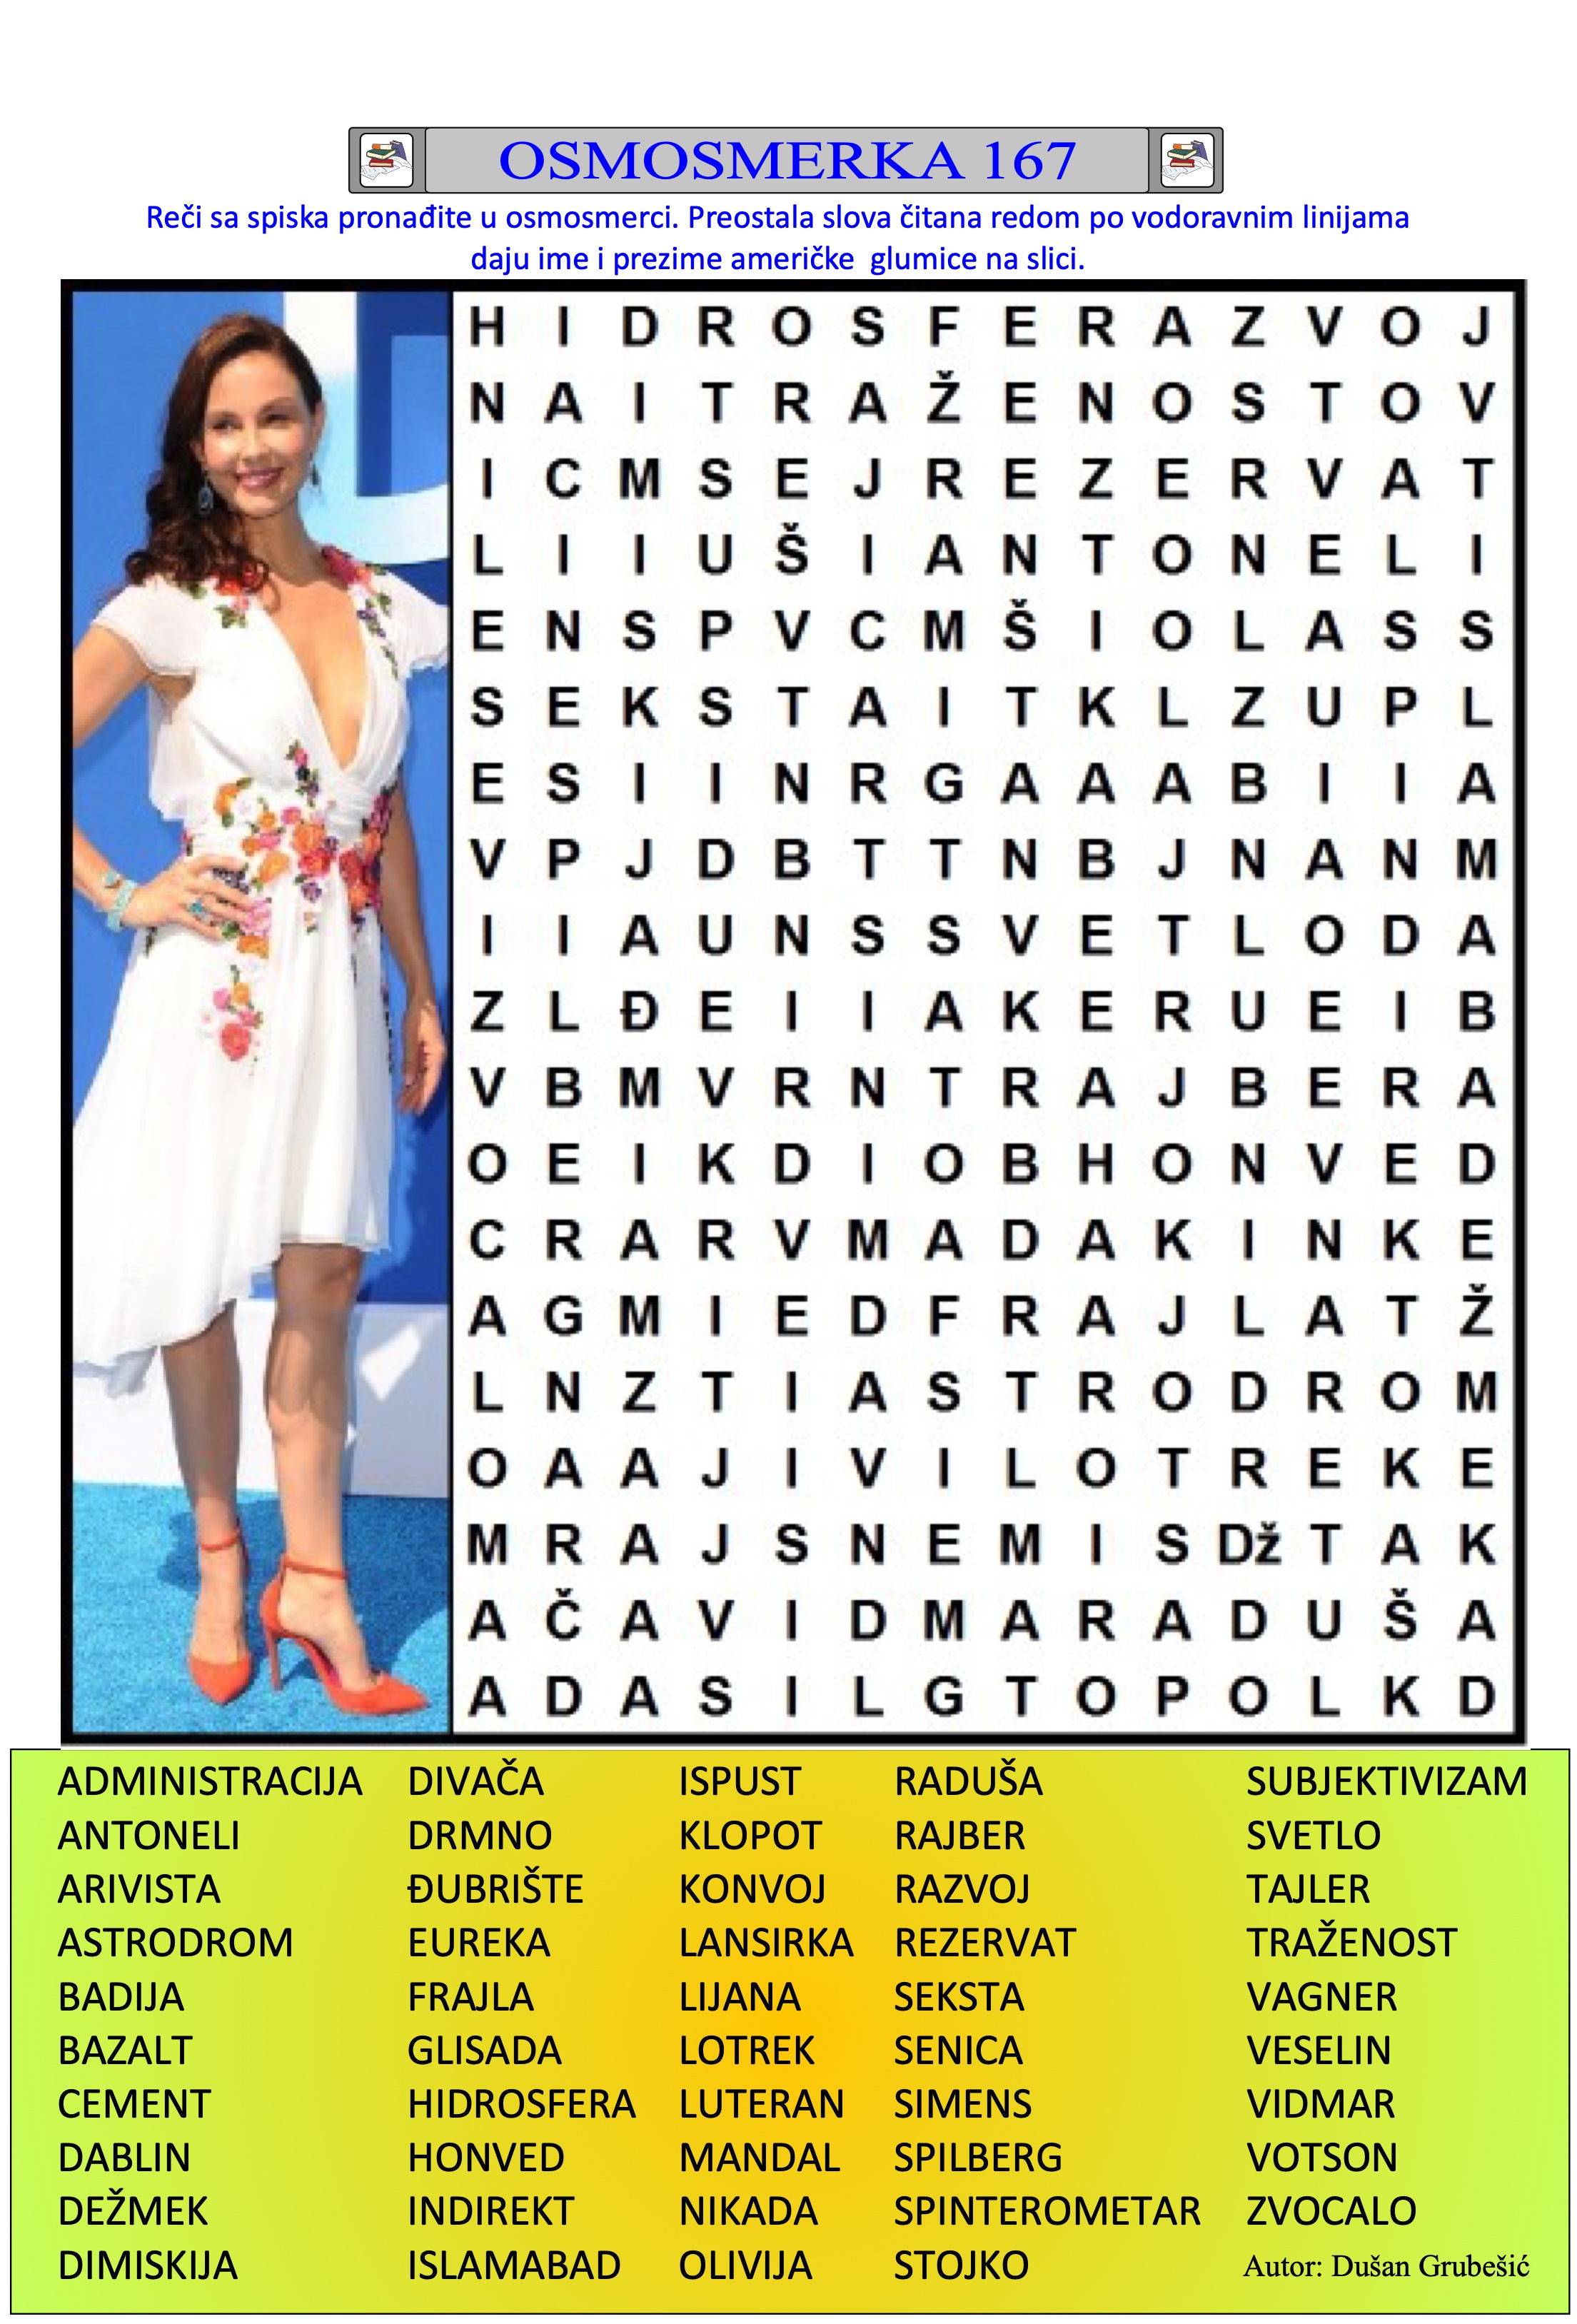 OSMOSMERKA 167
Reči sa spiska pronađite u osmosmerci. Preostala slova čitana redom po vodoravnim linijama
daju ime i prezime američke  glumice na slici.
H I D R O S F E R A Z V O J
N A I T R A Ž E N O S T O V
I C M S E J R E Z E R V A T
L I I U Š I A N T O N E L I
E N S P V C M Š I O L A S S
S E K S T A I T K L Z U P L
E S I I N R G A A A B I I A
V P J D B T T N B J N A N M
I I A U N S S V E T L O D A
Z L Đ E I I A K E R U E I B
V B M V R N T R A J B E R A
O E I K D I O B H O N V E D
C R A R V M A D A K I N K E
A G M I E D F R A J L A T Ž
L N Z T I A S T R O D R O M
O A A J I V I L O T R E K E
M R A J S N E M I S Dž T A K
A Č A V I D M A R A D U Š A
A D A S I L G T O P O L K D
ADMINISTRACIJA DIVAČA ISPUST RADUŠA SUBJEKTIVIZAM
ANTONELI DRMNO KLOPOT RAJBER SVETLO
ARIVISTA ĐUBRIŠTE KONVOJ RAZVOJ TAJLER
ASTRODROM EUREKA LANSIRKA REZERVAT TRAŽENOST
BADIJA FRAJLA LIJANA SEKSTA VAGNER
BAZALT GLISADA LOTREK SENICA VESELIN
CEMENT HIDROSFERA LUTERAN SIMENS VIDMAR
DABLIN HONVED MANDAL SPILBERG VOTSON
DEŽMEK INDIREKT NIKADA SPINTEROMETAR ZVOCALO
DIMISKIJA ISLAMABAD OLIVIJA STOJKO Autor: Dušan Grubešić